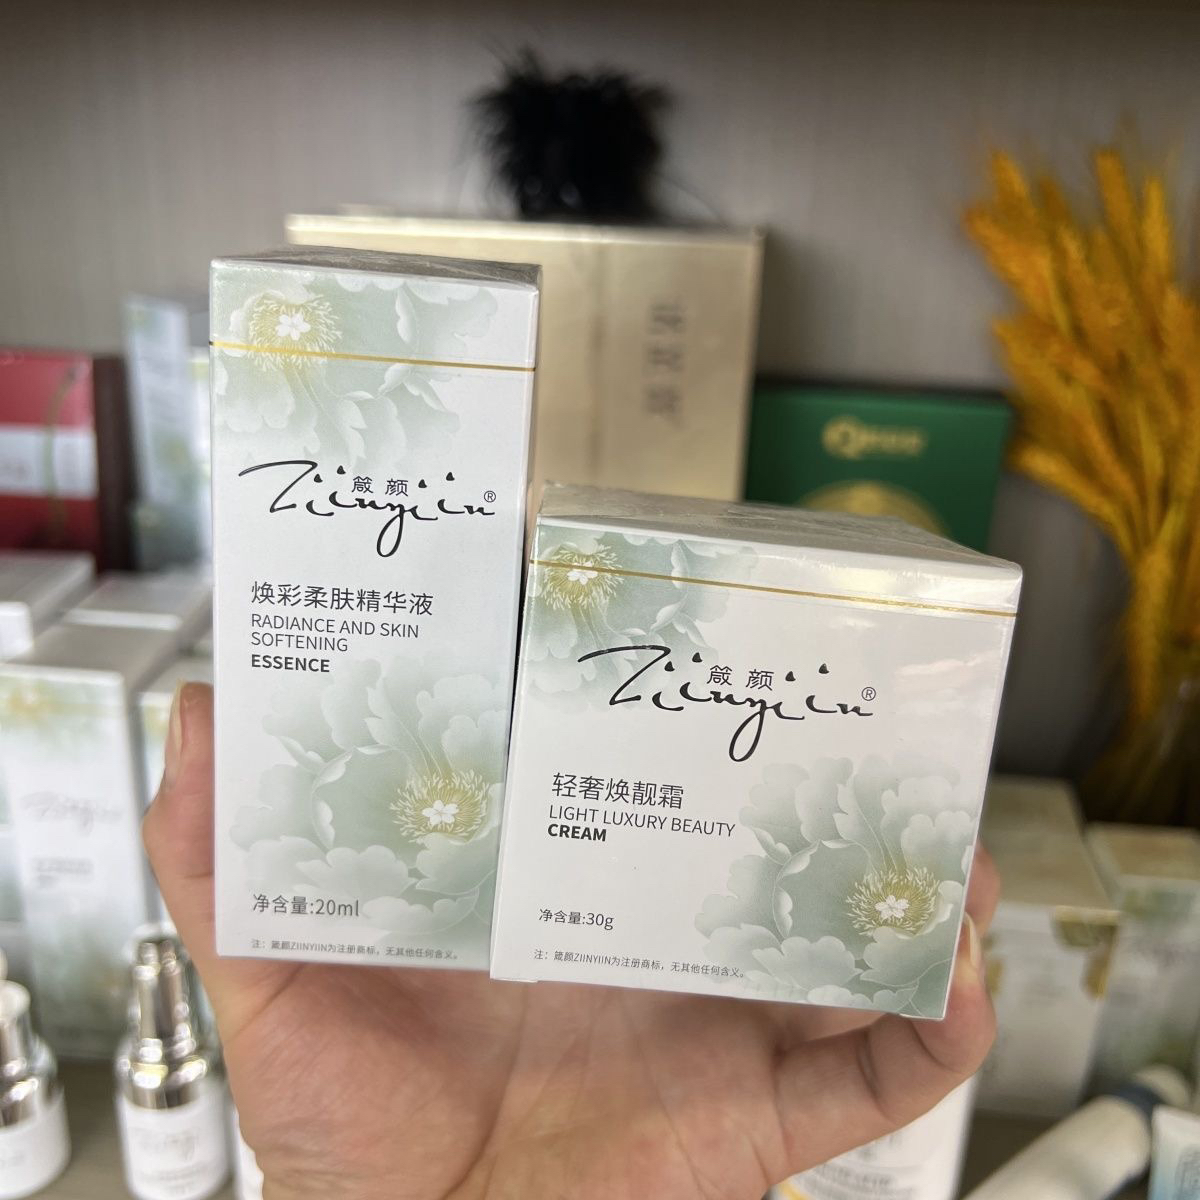 箴颜
Ziinyiin®
焕彩柔肤精华液
RADIANCE AND SKIN
SOFTENING
ESSENCE
净含量:20ml
注：箴颜ZIINYIIN为注册商标，无其他任何含义。
箴颜
Ziinyiin®
轻奢焕靓霜
LIGHT LUXURY BEAUTY
CREAM
净含量:30g
注：箴颜ZIINYIIN为注册商标，无其他任何含义。